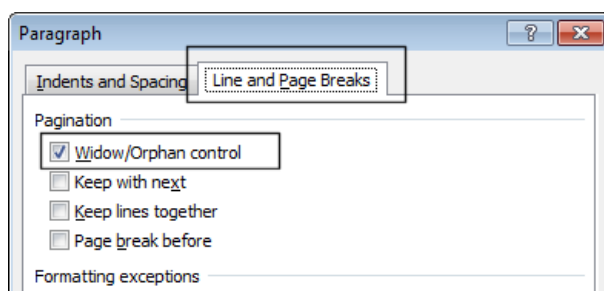 Paragraph
Indents and Spacing Line and Page Breaks
Pagination
Widow/Orphan control
Keep with next
Keep lines together
Page break before
Formatting exceptions